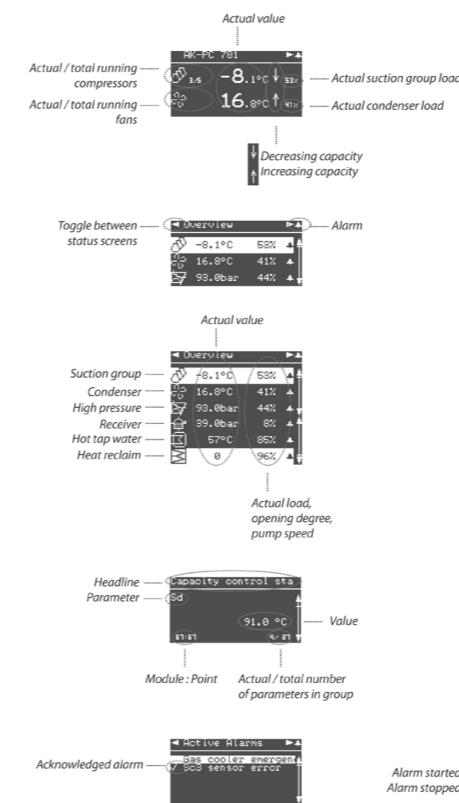 Actual value
AK-PC 781
Actual / total running
compressors
3/5
-8.1°C
53%
Actual suction group load
Actual / total running
fans
16.8°C
41%
Actual condenser load
Decreasing capacity
Increasing capacity
Toggle between
status screens
Overview
Alarm
-8.1°C 53%
16.8°C 41%
93.0bar 44%
Actual value
Overview
Suction group
-8.1°C 53%
Condenser
16.8°C 41%
High pressure
93.0bar 44%
Receiver
39.0bar 8%
Hot tap water
57°C 85%
Heat reclaim
0 96%
Actual load,
opening degree,
pump speed
Headline
Capacity control sta
Parameter
Sd
91.0 °C
Value
4/ 27
Module : Point
Actual / total number
of parameters in group
Active Alarms
Gas cooler emergen
Acknowledged alarm
Sc3 sensor error
Alarm started
Alarm stopped